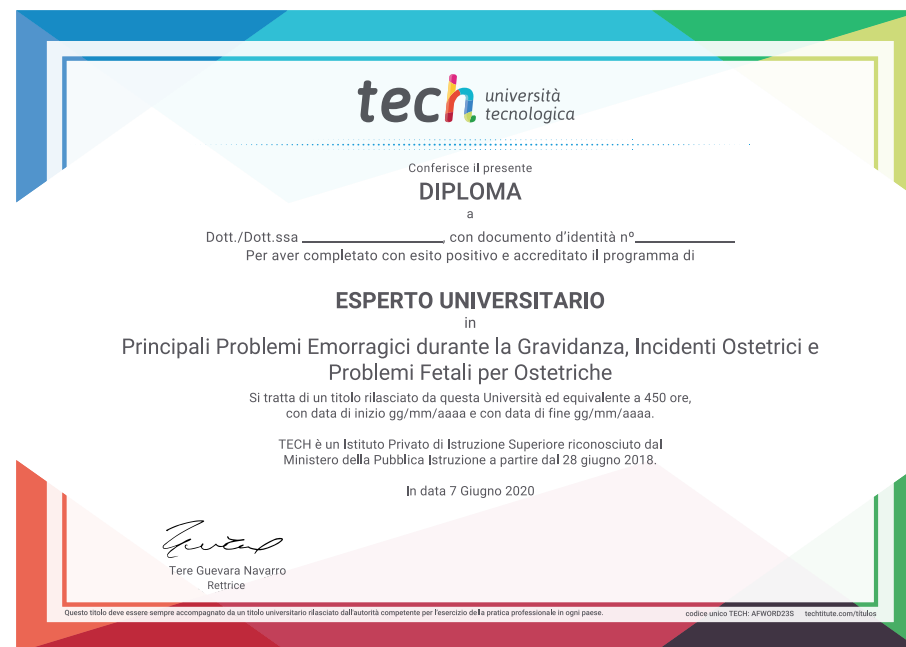 tech università
tecnologica
Conferisce il presente
DIPLOMA
a
Dott./Dott.ssa ____________________, con documento d'identità nº______________
Per aver completato con esito positivo e accreditato il programma di
ESPERTO UNIVERSITARIO
in
Principali Problemi Emorragici durante la Gravidanza, Incidenti Ostetrici e
Problemi Fetali per Ostetriche
Si tratta di un titolo rilasciato da questa Università ed equivalente a 450 ore,
con data di inizio gg/mm/aaaa e con data di fine gg/mm/aaaa.
TECH è un Istituto Privato di Istruzione Superiore riconosciuto dal
Ministero della Pubblica Istruzione a partire dal 28 giugno 2018.
In data 7 Giugno 2020
Tere Guevara Navarro
Rettrice
Questo titolo deve essere sempre accompagnato da un titolo universitario rilasciato dall'autorità competente per l'esercizio della pratica professionale in ogni paese. codice unico TECH: AFWORD23S techtitute.com/titulos